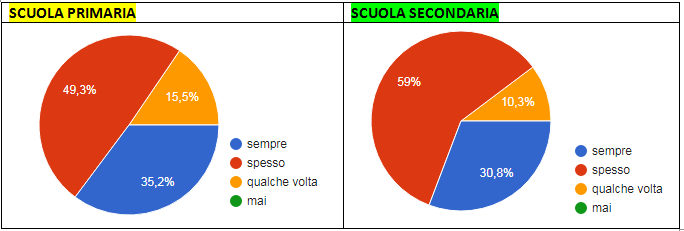 SCUOLA PRIMARIA
49,3%
15,5%
35,2%
sempre
spesso
qualche volta
mai
SCUOLA SECONDARIA
59%
10,3%
30,8%
sempre
spesso
qualche volta
mai